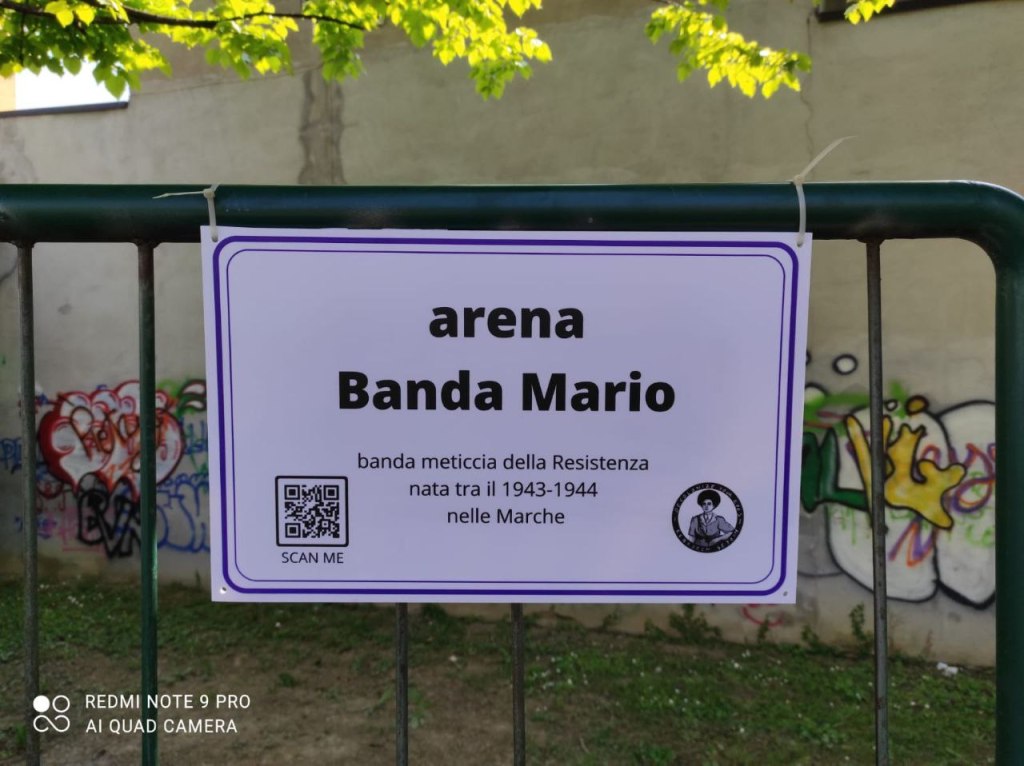 arena
Banda Mario
banda meticcia della Resistenza
nata tra il 1943-1944
nelle Marche
SCAN ME
REDMI NOTE 9 PRO
AI QUAD CAMERA